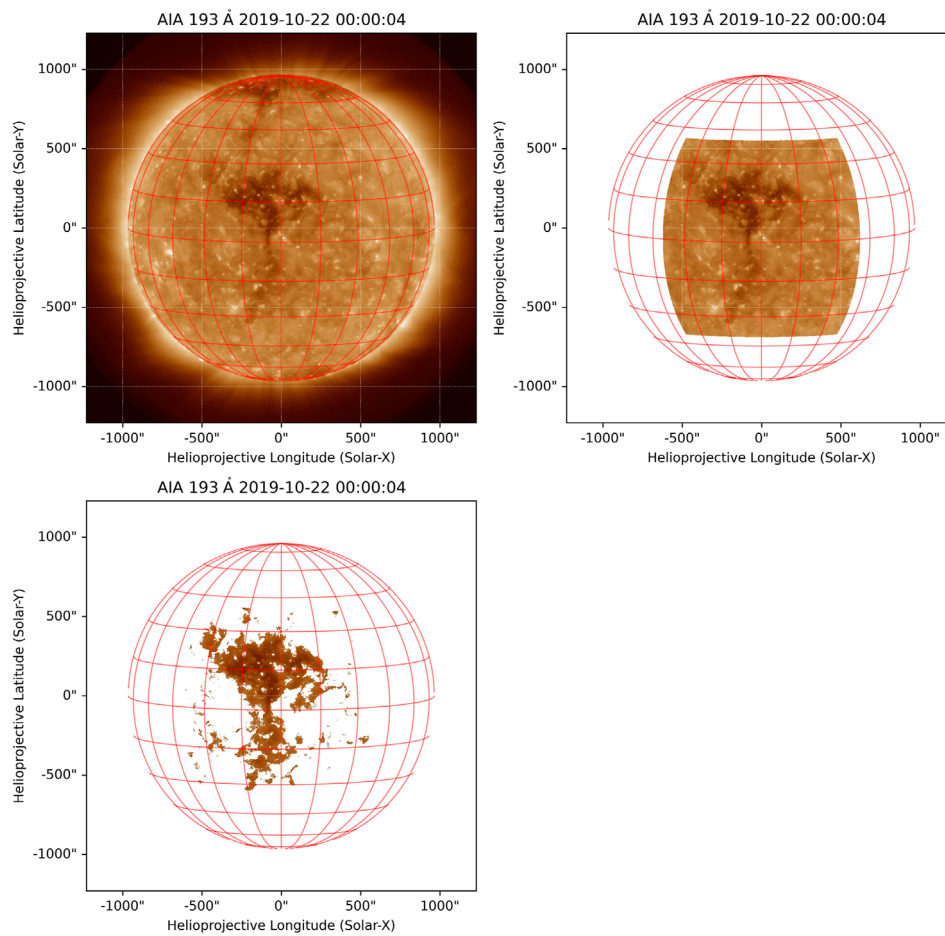 AIA 193 Å 2019-10-22 00:00:04
1000"
500"
0"
-500"
-1000"
Helioprojective Latitude (Solar-Y)
-1000" -500" 0" 500" 1000"
Helioprojective Longitude (Solar-X)
AIA 193 Å 2019-10-22 00:00:04
1000"
500"
0"
-500"
-1000"
Helioprojective Latitude (Solar-Y)
-1000" -500" 0" 500" 1000"
Helioprojective Longitude (Solar-X)
AIA 193 Å 2019-10-22 00:00:04
1000"
500"
0"
-500"
-1000"
Helioprojective Latitude (Solar-Y)
-1000" -500" 0" 500" 1000"
Helioprojective Longitude (Solar-X)